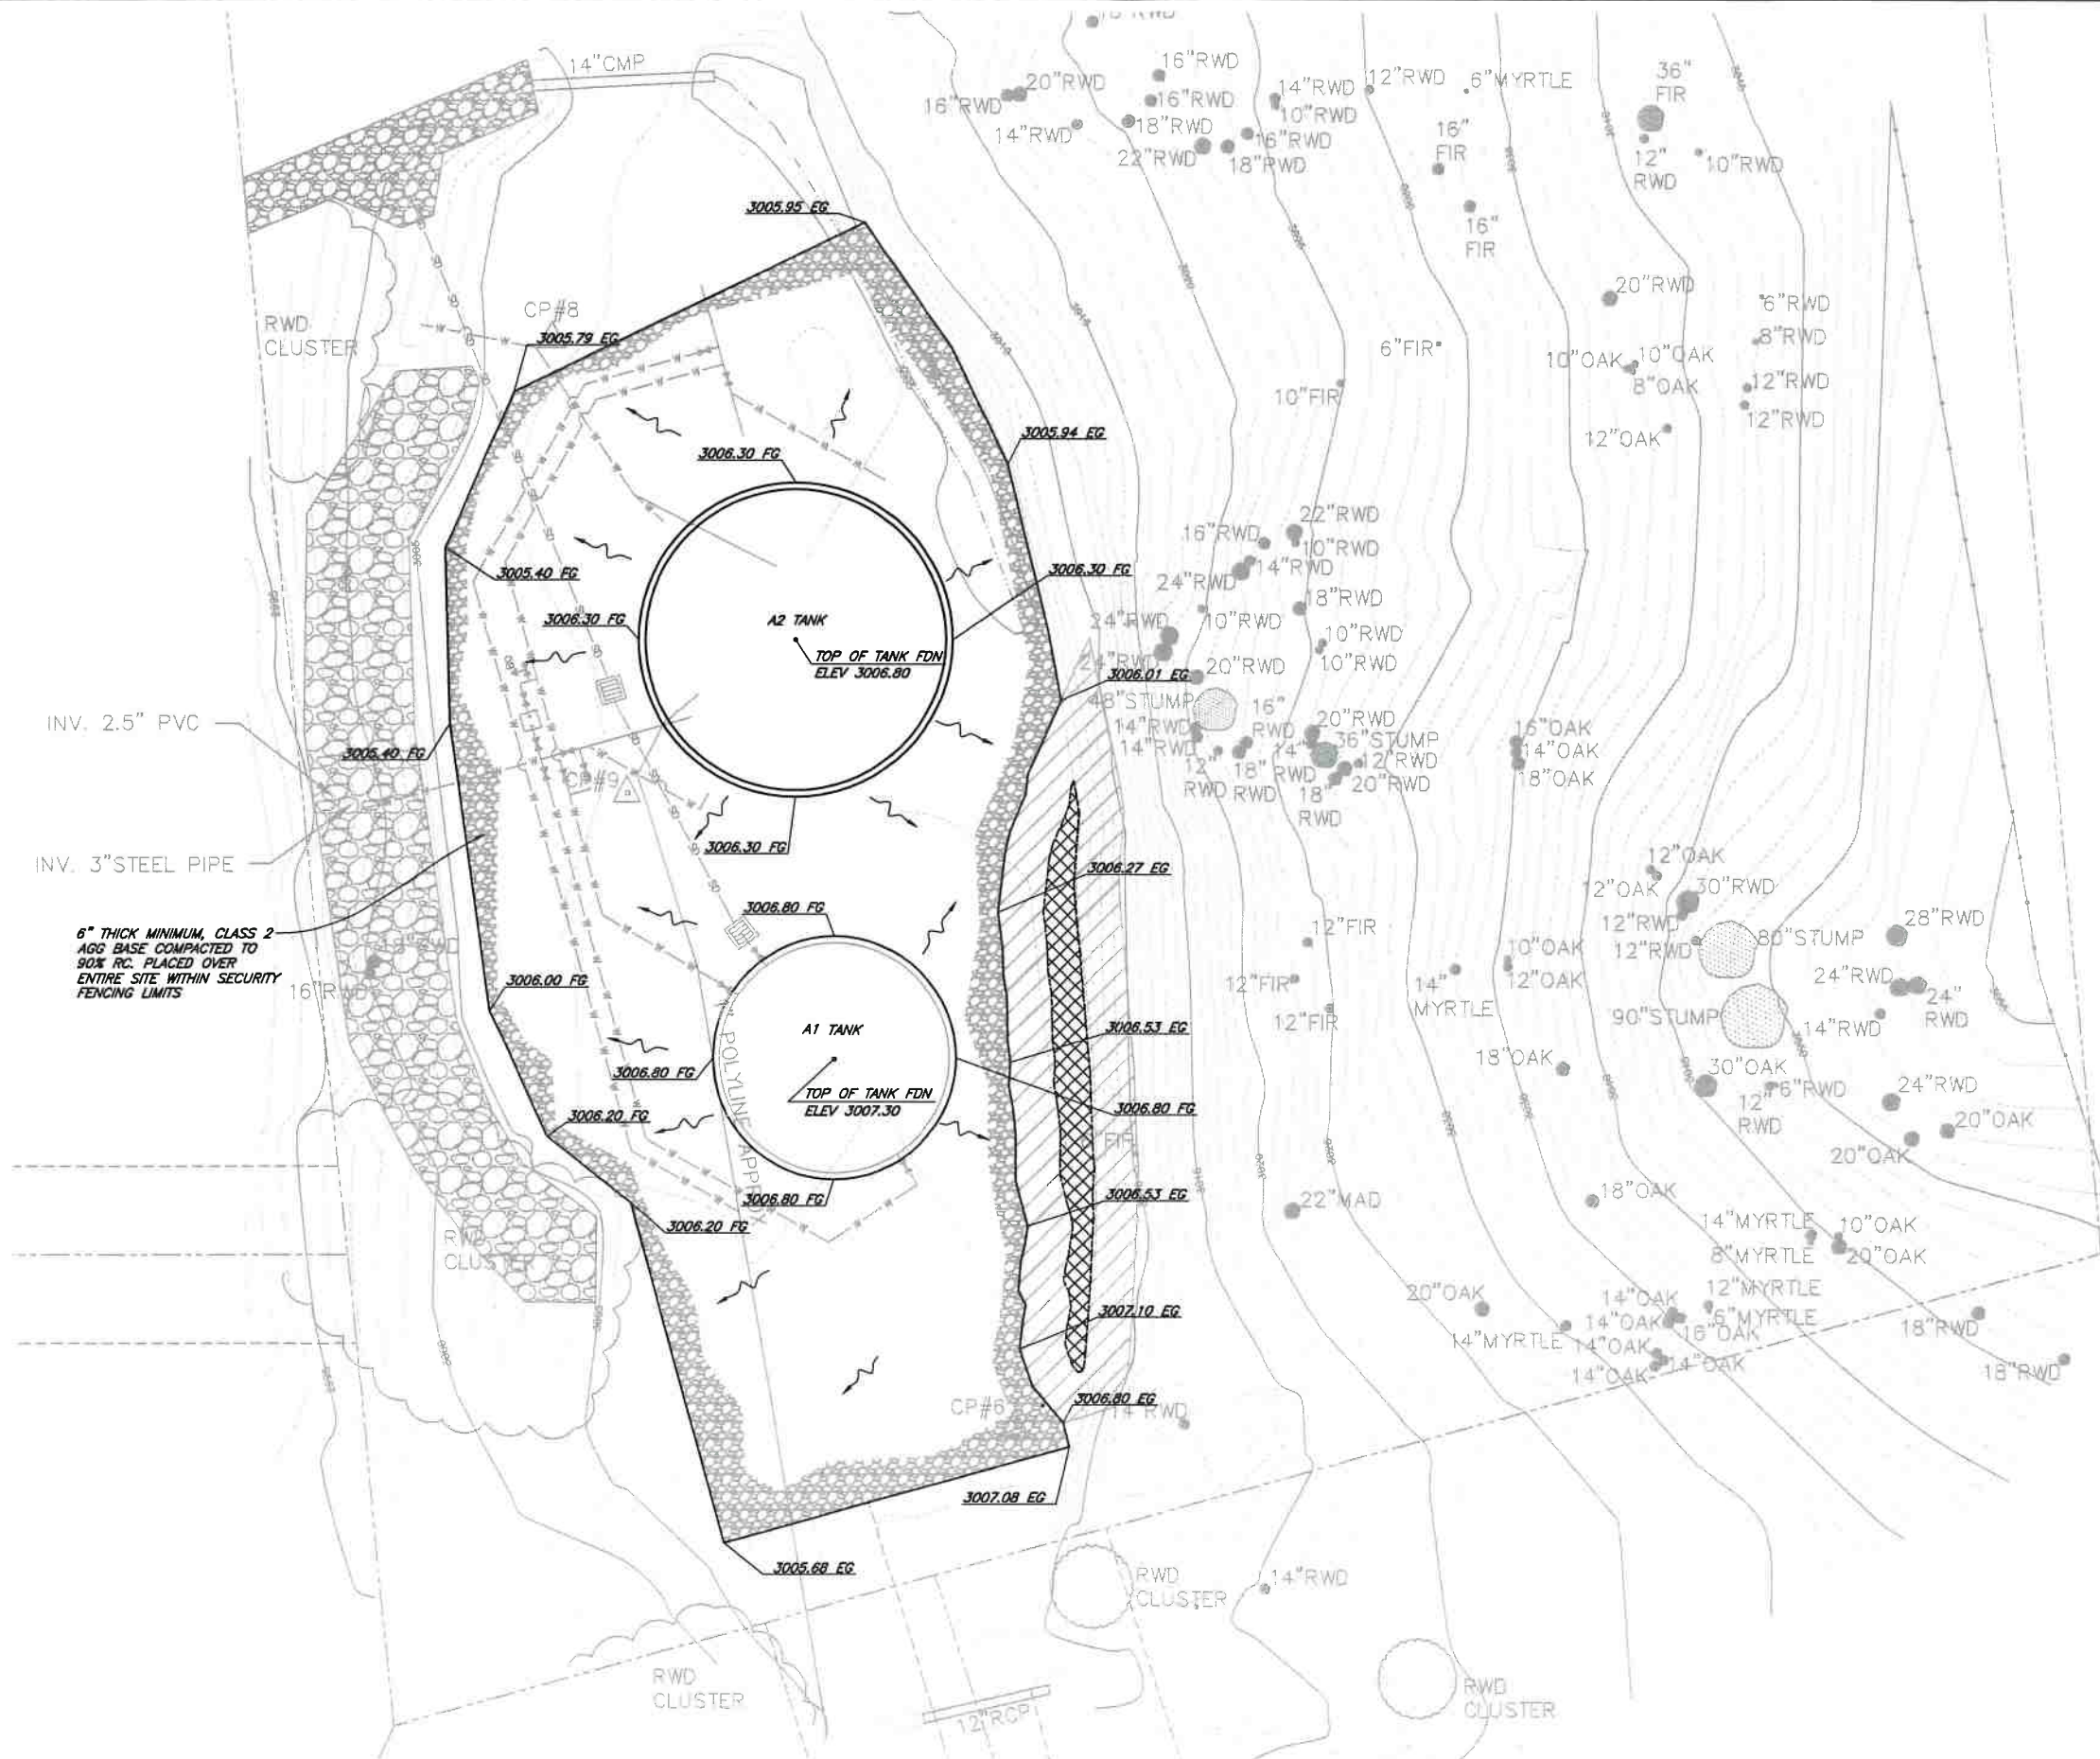 14"CMP
16"RWD
20"RWD
14"RWD
16"RWD
16"RWD
18"RWD
22"RWD
18"RWD
16"RWD
14"RWD
10"RWD
12"RWD
6"MYRTLE
16"
FIR
16"
FIR
36"
FIR
12"
RWD
10"RWD
3005.95 EG
RWD
CLUSTER
CP#8
3005.79 EG
20"RWD
6"RWD
8"RWD
10"OAK
10"OAK
8"OAK
12"RWD
12"RWD
12"OAK
6"FIR
10"FIR
3005.94 EG
3006.30 FG
3005.40 FG
3006.30 FG
3006.30 FG
A2 TANK
TOP OF TANK FDN
ELEV 3006.80
16"RWD
22"RWD
10"RWD
24"RWD
14"RWD
18"RWD
10"RWD
24"RWD
24"RWD
10"RWD
10"RWD
20"RWD
3006.01 EG
48"STUMP
14"RWD
14"RWD
16"
RWD
12"
RWD
18"
RWD
20"RWD
36"STUMP
14"
RWD
12"RWD
20"RWD
18"
RWD
16"OAK
14"OAK
18"OAK
INV. 2.5" PVC
3005.40 FG
CP#9
INV. 3"STEEL PIPE
3006.30 FG
3006.27 EG
12"OAK
12"OAK
30"RWD
12"RWD
12"RWD
80"STUMP
28"RWD
24"RWD
24"
RWD
14"RWD
90"STUMP
6" THICK MINIMUM, CLASS 2
AGG BASE COMPACTED TO
90% RC. PLACED OVER
ENTIRE SITE WITHIN SECURITY
FENCING LIMITS
3006.80 FG
3006.00 FG
12"FIR
12"FIR
12"FIR
14"
MYRTLE
10"OAK
12"OAK
A1 TANK
TOP OF TANK FDN
ELEV 3007.30
3006.53 EG
3006.80 FG
3006.80 FG
3006.20 FG
18"OAK
30"OAK
12"
RWD
6"RWD
24"RWD
20"OAK
20"OAK
3006.80 FG
3006.20 FG
3006.53 EG
22"MAD
18"OAK
14"MYRTLE
8"MYRTLE
10"OAK
20"OAK
RWD
CLUSTER
3007.10 EG
20"OAK
14"MYRTLE
14"OAK
14"OAK
16"OAK
12"MYRTLE
6"MYRTLE
14"OAK
14"OAK
14"OAK
18"RWD
18"RWD
CP#6
3006.80 EG
14"RWD
3007.08 EG
3005.68 EG
RWD
CLUSTER
14"RWD
RWD
CLUSTER
12"RCP
RWD
CLUSTER